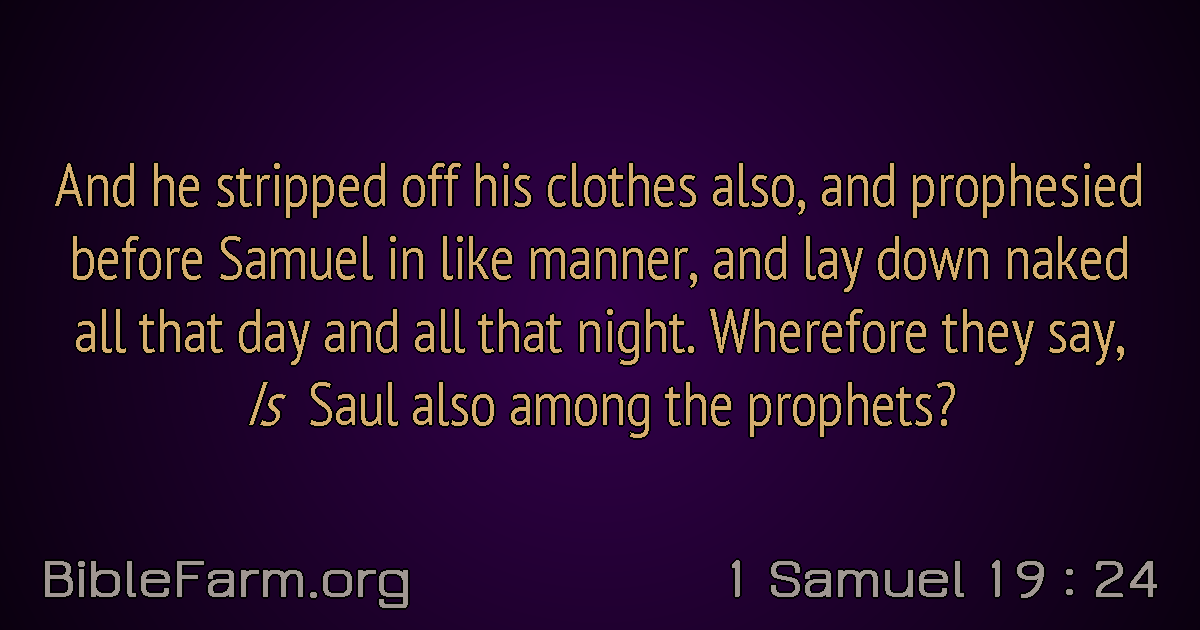 And he stripped off his clothes also, and prophesied
before Samuel in like manner, and lay down naked
all that day and all that night. Wherefore they say,
Is Saul also among the prophets?
BibleFarm.org
1 Samuel 19 : 24